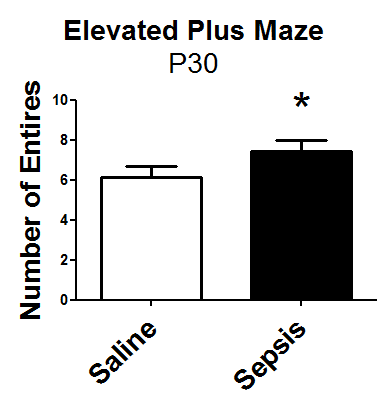 Elevated Plus Maze
P30
Number of Entires
10
8
6
4
2
0
*
Saline
Sepsis